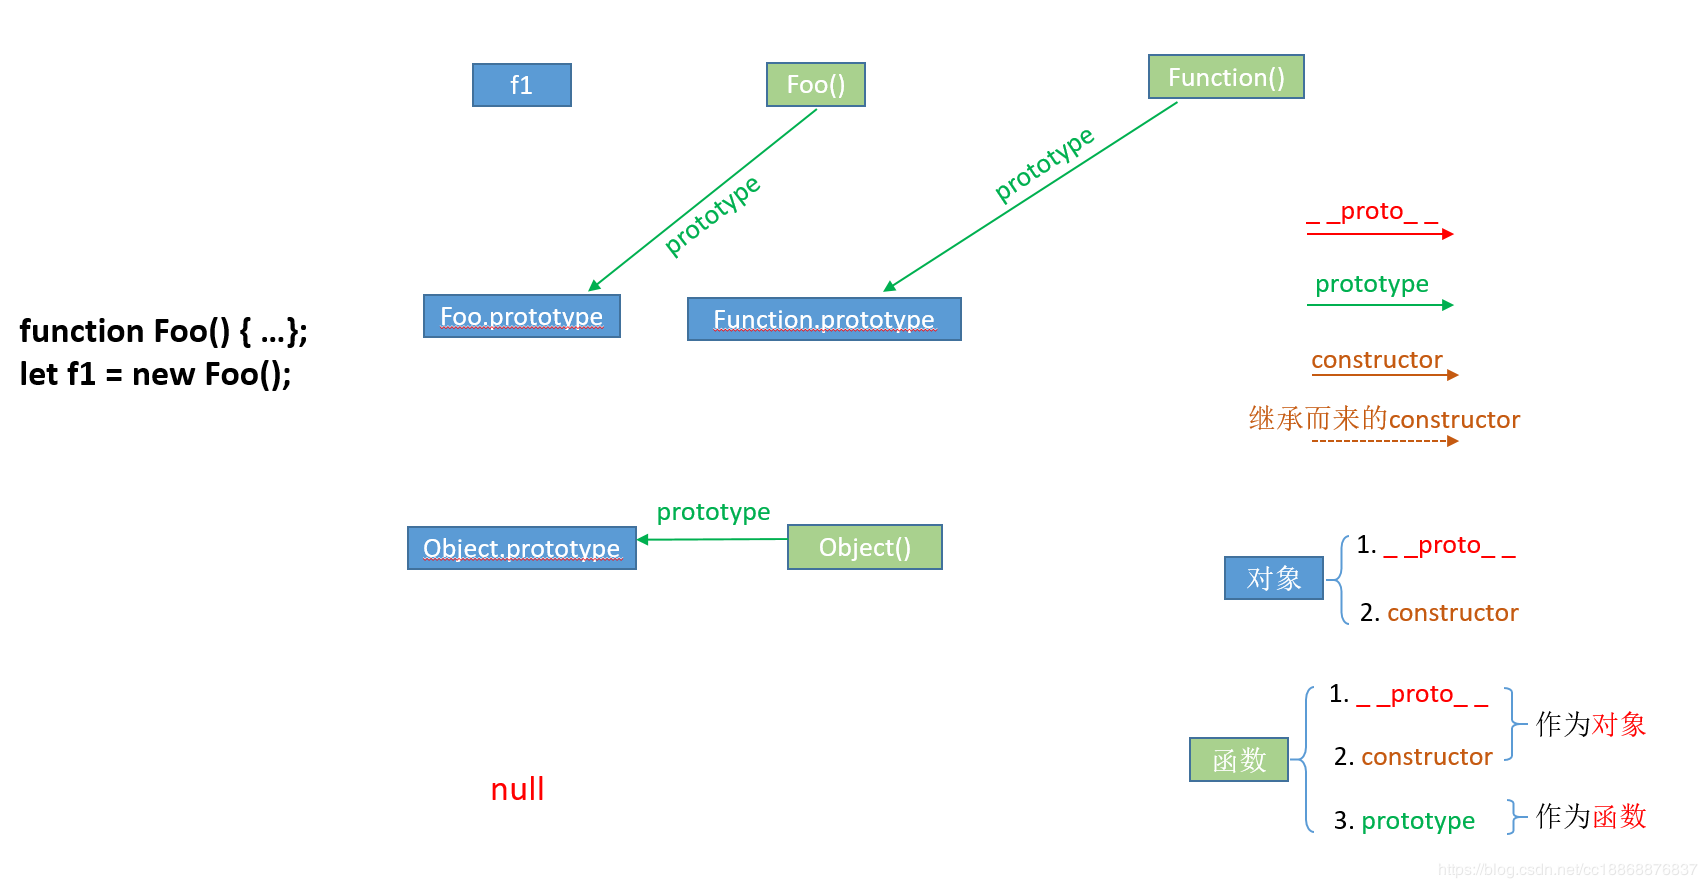 f1
Foo()
Function()
prototype
prototype
_ _proto_ _
prototype
Foo.prototype
Function.prototype
function Foo() { ...};
let f1 = new Foo();
constructor
继承而来的constructor
prototype
Object.prototype
Object()
对象
1. _ _proto_ _
2. constructor
函数
1. _ _proto_ _
2. constructor
作为对象
3. prototype
作为函数
null
https://blog.csdn.net/cc18868876837